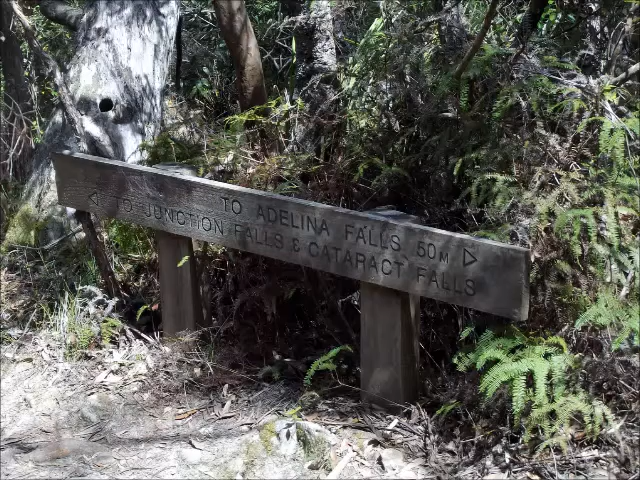 TO ADELINA FALLS 50M ▷
◁ TO JUNCTION FALLS & CATARACT FALLS